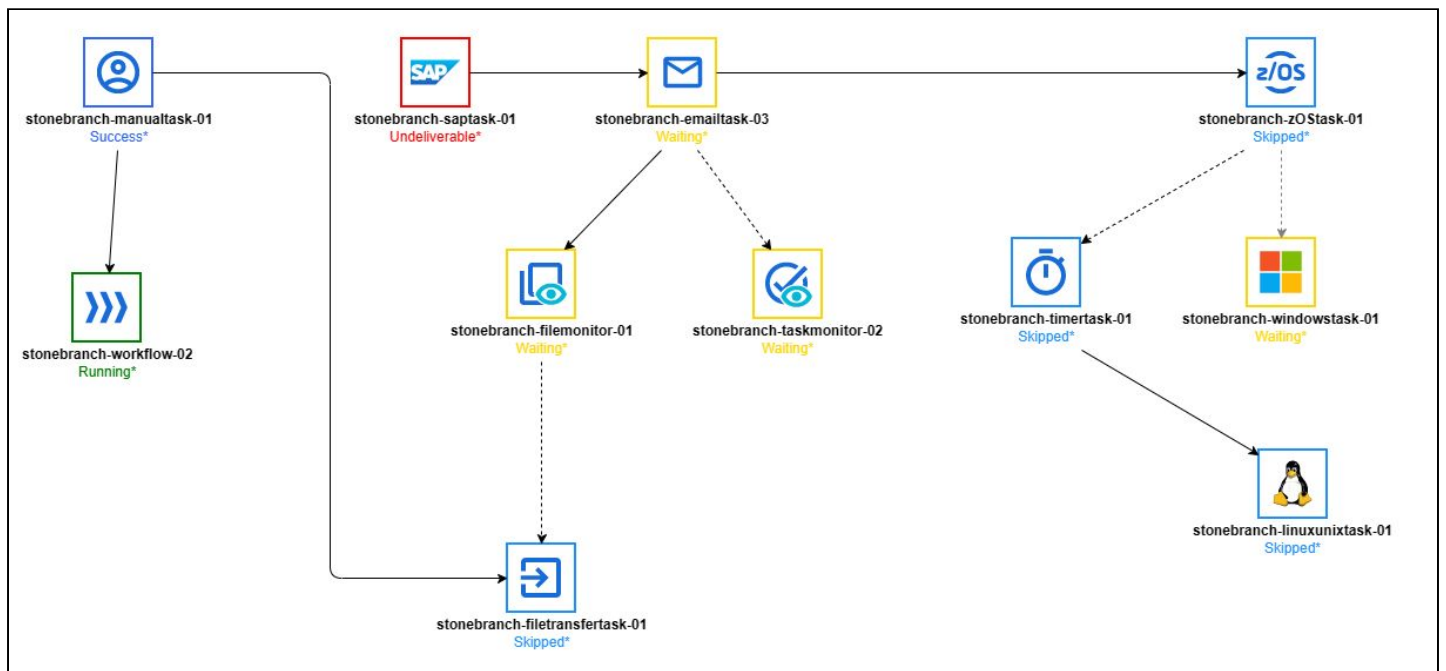 SAP
z/OS
stonebranch-manualtask-01
Success*
stonebranch-saptask-01
Undeliverable*
stonebranch-emailtask-03
Waiting*
stonebranch-zOStask-01
Skipped*
stonebranch-workflow-02
Running*
stonebranch-filemonitor-01
Waiting*
stonebranch-taskmonitor-02
Waiting*
stonebranch-timertask-01
Skipped*
stonebranch-windowstask-01
Waiting*
stonebranch-linuxunixtask-01
Skipped*
stonebranch-filetransfertask-01
Skipped*